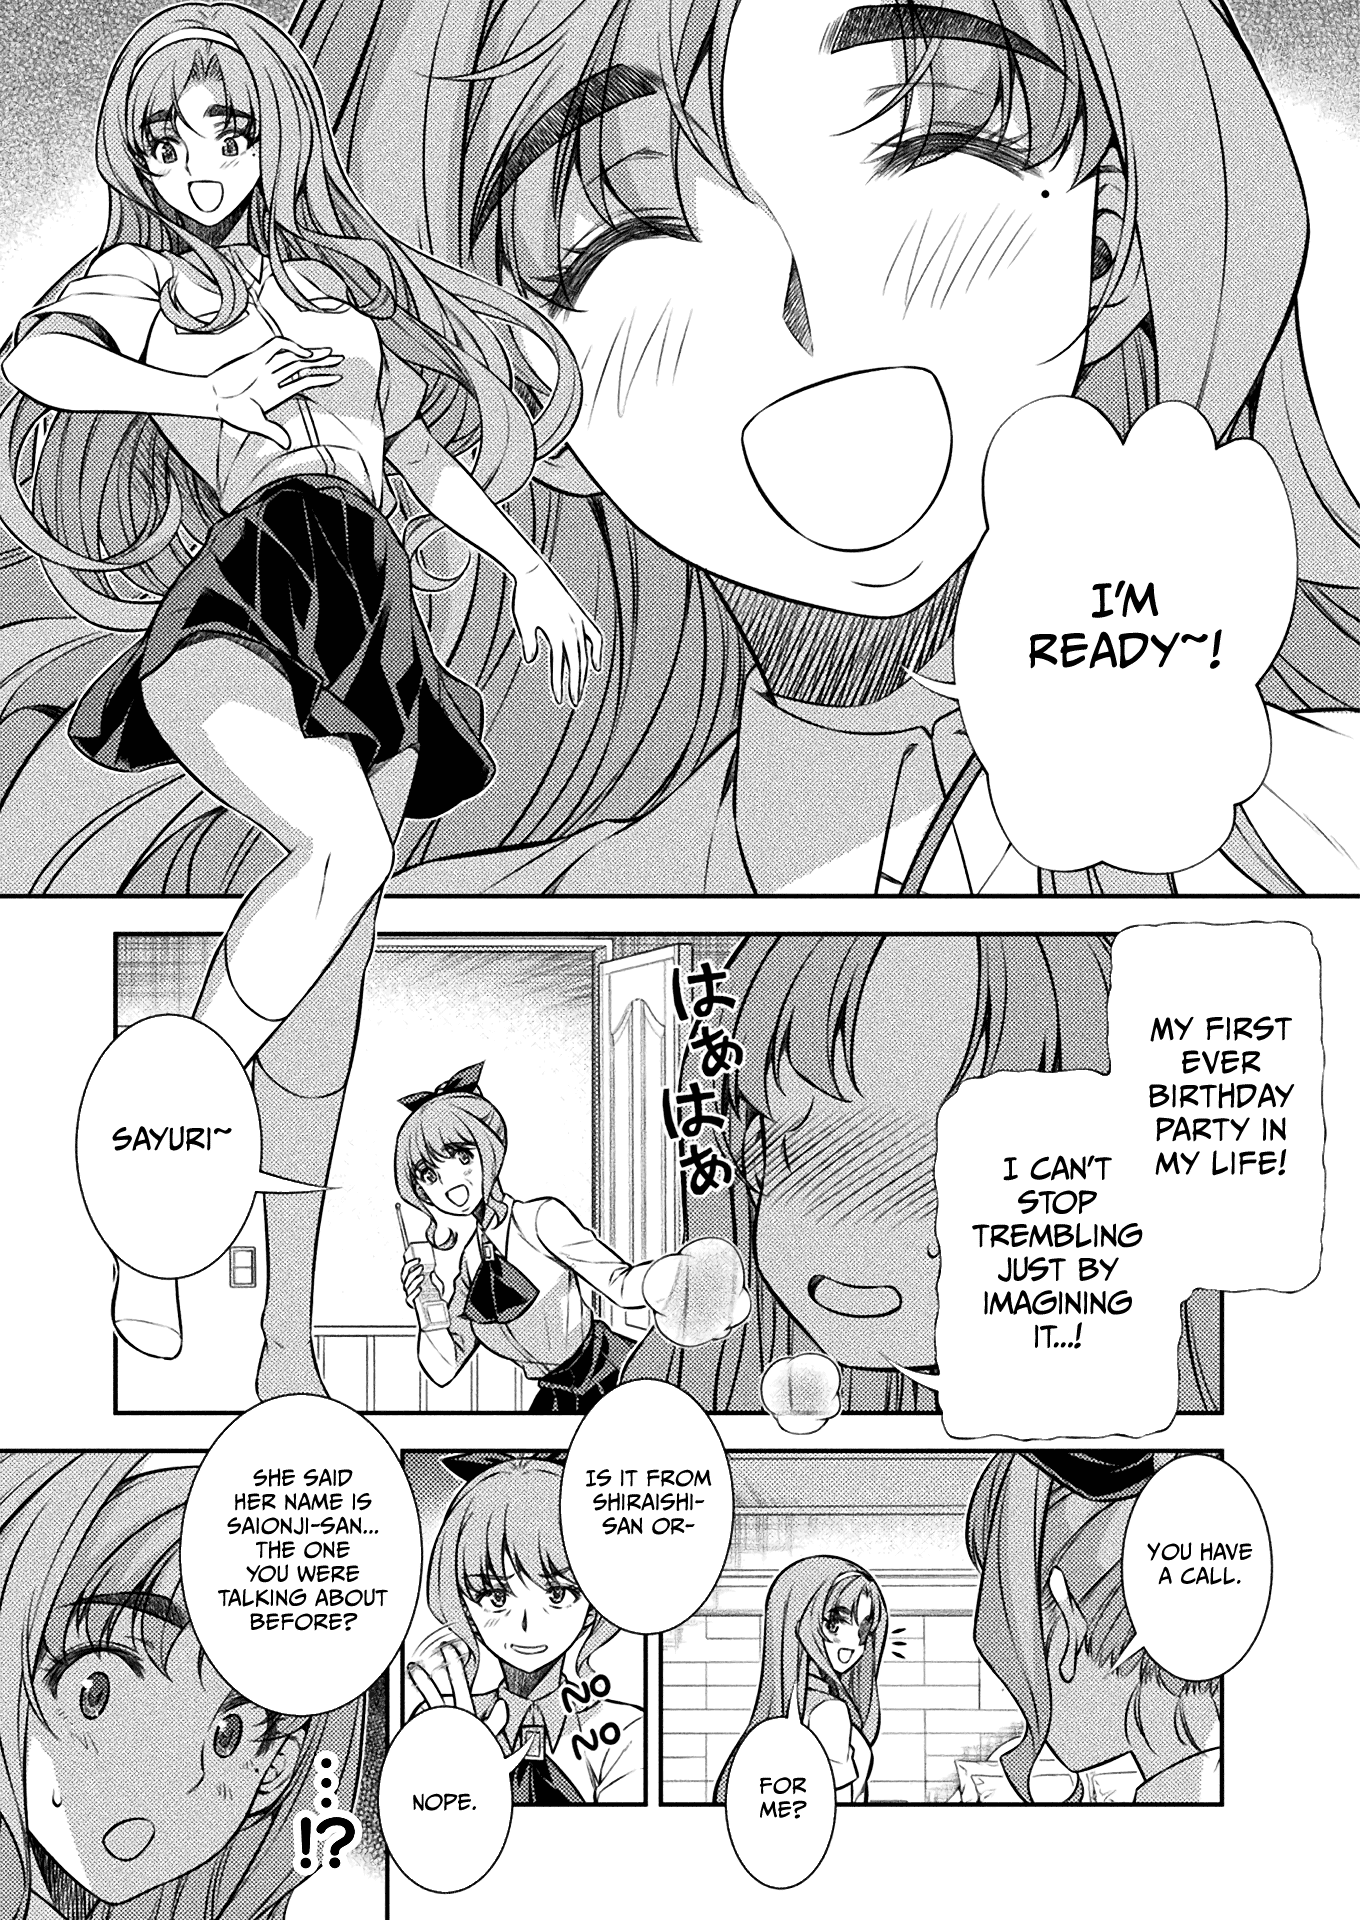 I'M
READY~!
MY FIRST
EVER
BIRTHDAY
PARTY IN
MY LIFE!
I CAN'T
STOP
TREMBLING
JUST BY
IMAGINING
IT...!
はぁはぁ
SAYURI~
YOU HAVE
A CALL.
FOR
ME?
IS IT FROM
SHIRAISHI-
SAN OR-
NO
NO
NOPE.
SHE SAID
HER NAME IS
SAIONJI-SAN...
THE ONE
YOU WERE
TALKING ABOUT
BEFORE?
......!?